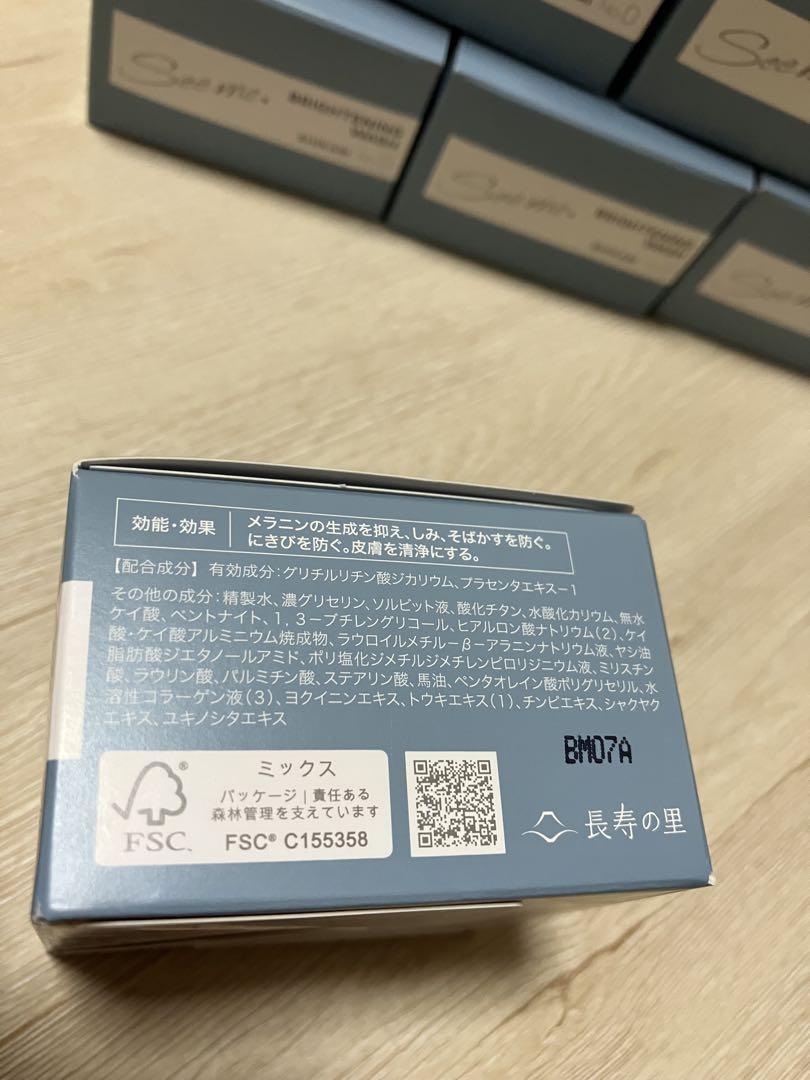 See me.
BRIGHTENING
WASH
No.0
See m
See me.
BRIGHTENING
WASH
See m
効能・効果 メラニンの生成を抑え、しみ、そばかすを防ぐ。
にきびを防ぐ。皮膚を清浄にする。
【配合成分】有効成分:グリチルリチン酸ジカリウム、プラセンタエキス−1
その他の成分:精製水、濃グリセリン、ソルビット液、酸化チタン、水酸化カリウム、無水
ケイ酸、ベントナイト、1,3−ブチレングリコール、ヒアルロン酸ナトリウム(2)、ケイ
酸・ケイ酸アルミニウム焼成物、ラウロイルメチル−β−アラニンナトリウム液、ヤシ油
脂肪酸ジエタノールアミド、ポリ塩化ジメチルジメチレンピロリジニウム液、ミリスチン
酸、ラウリン酸、パルミチン酸、ステアリン酸、馬油、ペンタオレイン酸ポリグリセリル、水
溶性コラーゲン液(3)、ヨクイニンエキス、トウキエキス(1)、チンピエキス、シャクヤク
エキス、ユキノシタエキス
BM07A
FSC®
ミックス
パッケージ|責任ある
森林管理を支えています
FSC® C155358
長寿の里